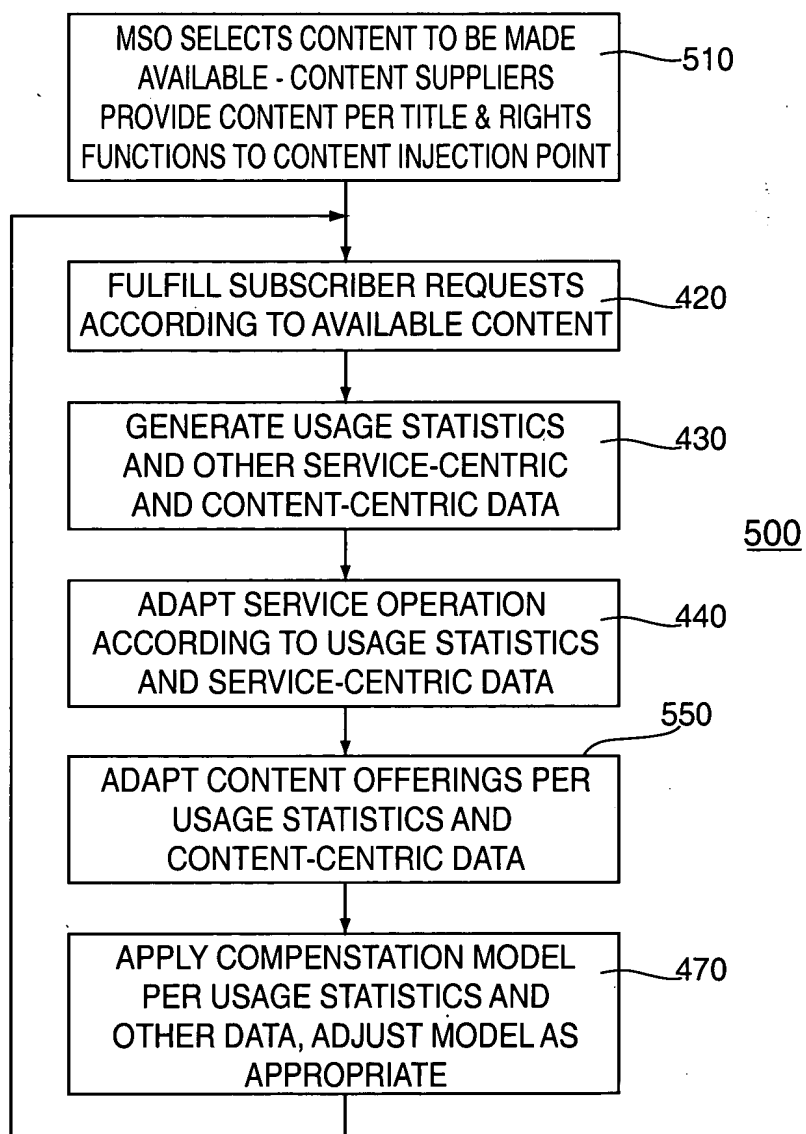 MSO SELECTS CONTENT TO BE MADE
AVAILABLE - CONTENT SUPPLIERS
PROVIDE CONTENT PER TITLE & RIGHTS
FUNCTIONS TO CONTENT INJECTION POINT
510
FULFILL SUBSCRIBER REQUESTS
ACCORDING TO AVAILABLE CONTENT
420
GENERATE USAGE STATISTICS
AND OTHER SERVICE-CENTRIC
AND CONTENT-CENTRIC DATA
430
500
ADAPT SERVICE OPERATION
ACCORDING TO USAGE STATISTICS
AND SERVICE-CENTRIC DATA
440
550
ADAPT CONTENT OFFERINGS PER
USAGE STATISTICS AND
CONTENT-CENTRIC DATA
APPLY COMPENSTATION MODEL
PER USAGE STATISTICS AND
OTHER DATA, ADJUST MODEL AS
APPROPRIATE
470